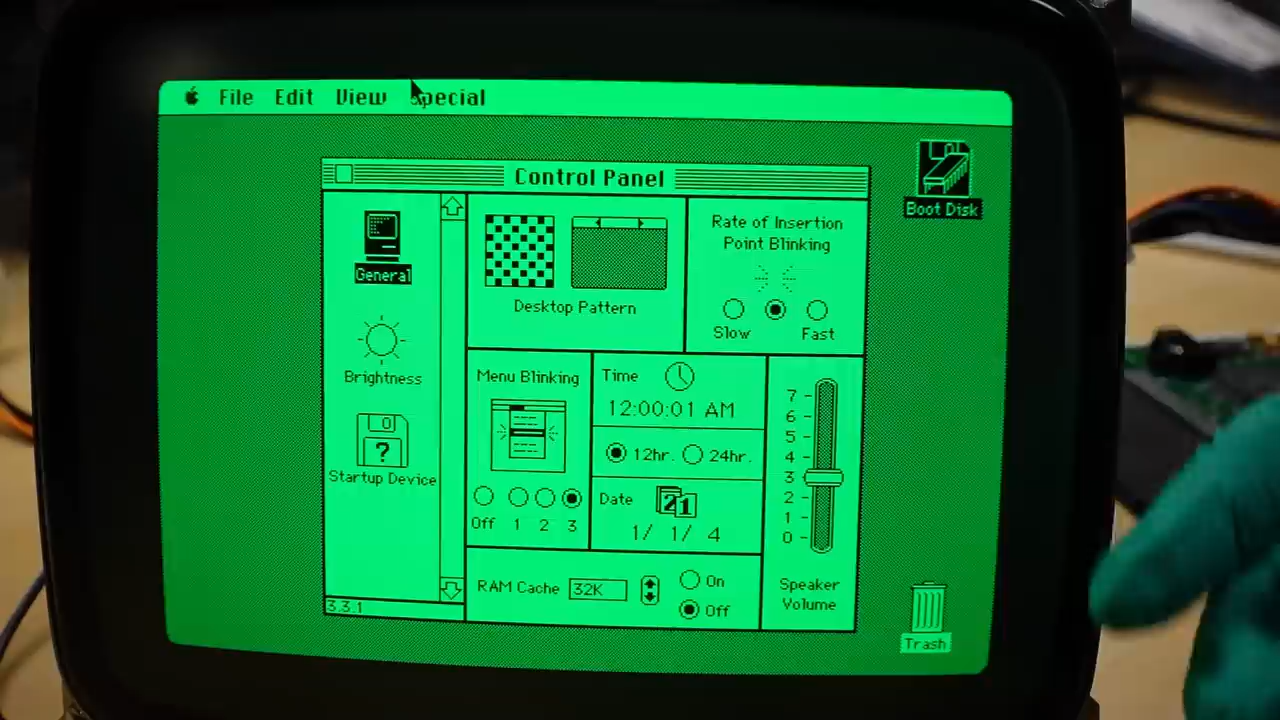 File Edit View Special
Boot Disk
Control Panel
General
Brightness
?
Startup Device
3.3.1
Desktop Pattern
Rate of Insertion
Point Blinking
Slow Fast
Menu Blinking
Off 1 2 3
Time
12:00:01 AM
12hr. 24hr.
Date
21
1/ 1/ 4
RAM Cache 32K
On
Off
7
6
5
4
3
2
1
0
Speaker
Volume
Trash